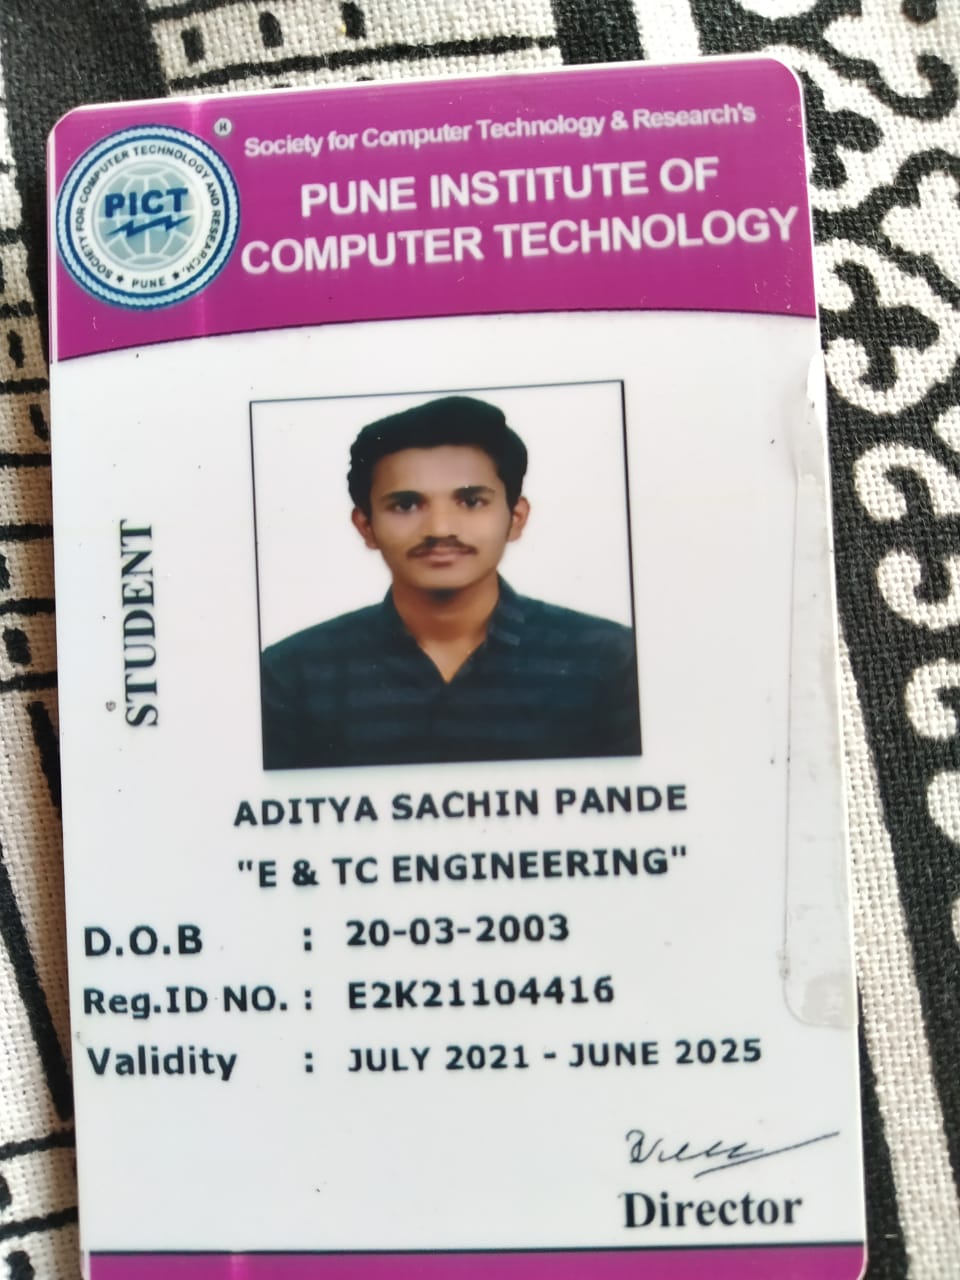 Society for Computer Technology & Research's
PUNE INSTITUTE OF
COMPUTER TECHNOLOGY
SOCIETY FOR COMPUTER TECHNOLOGY AND RESEARCH,
PICT
★ PUNE ★
STUDENT
ADITYA SACHIN PANDE
"E & TC ENGINEERING"
D.O.B : 20-03-2003
Reg.ID NO. : E2K21104416
Validity : JULY 2021 - JUNE 2025
Director